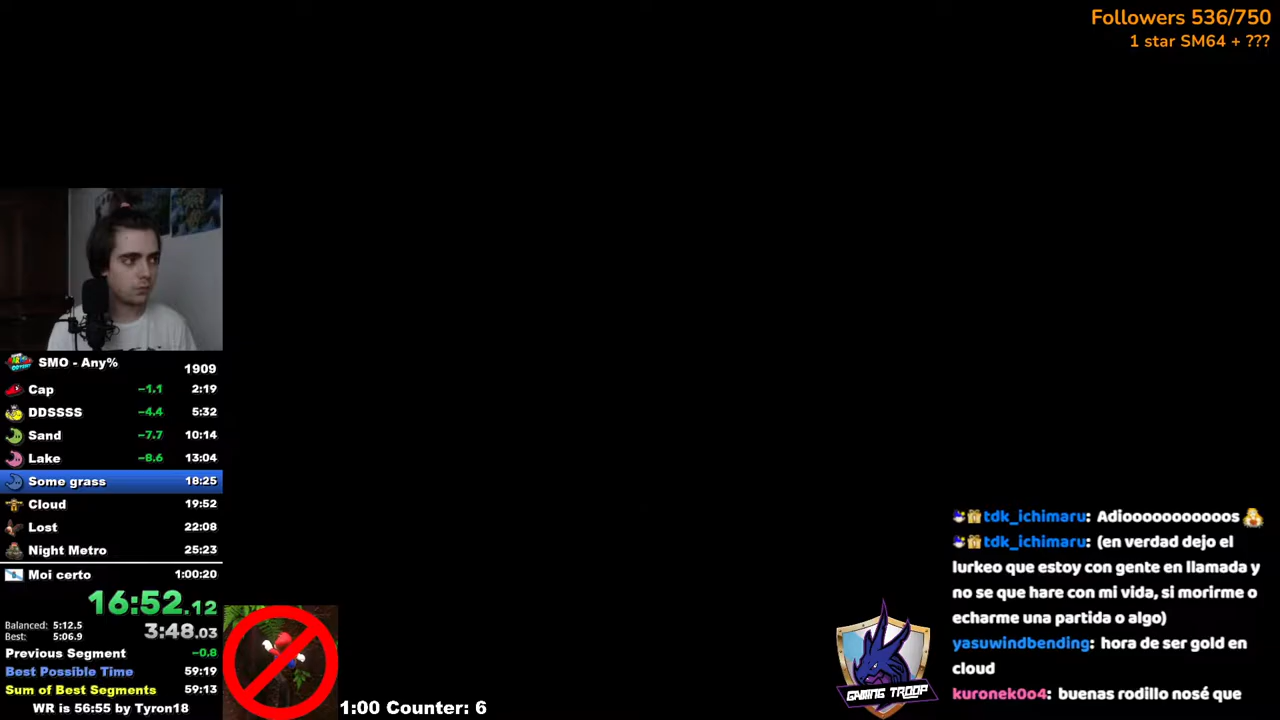 Followers 536/750
1 star SM64 + ???
SMO - Any%
1909
Cap -1.1 2:19
DDSSSS -4.4 5:32
Sand -7.7 10:14
Lake -8.6 13:04
Some grass 18:25
Cloud 19:52
Lost 22:08
Night Metro 25:23
Moi certo 1:00:20
16:52.12
Balanced: 5:12.5
Best: 5:06.9
3:48.03
Previous Segment -0.8
Best Possible Time 59:19
Sum of Best Segments 59:13
WR is 56:55 by Tyron18
1:00 Counter: 6
GAMING TROOP
tdk_ichimaru: Adiooooooooooos
tdk_ichimaru: (en verdad dejo el
lurkeo que estoy con gente en llamada y
no se que hare con mi vida, si morirme o
echarme una partida o algo)
yasuwindbending: hora de ser gold en
cloud
kuronek0o4: buenas rodillo nosé que